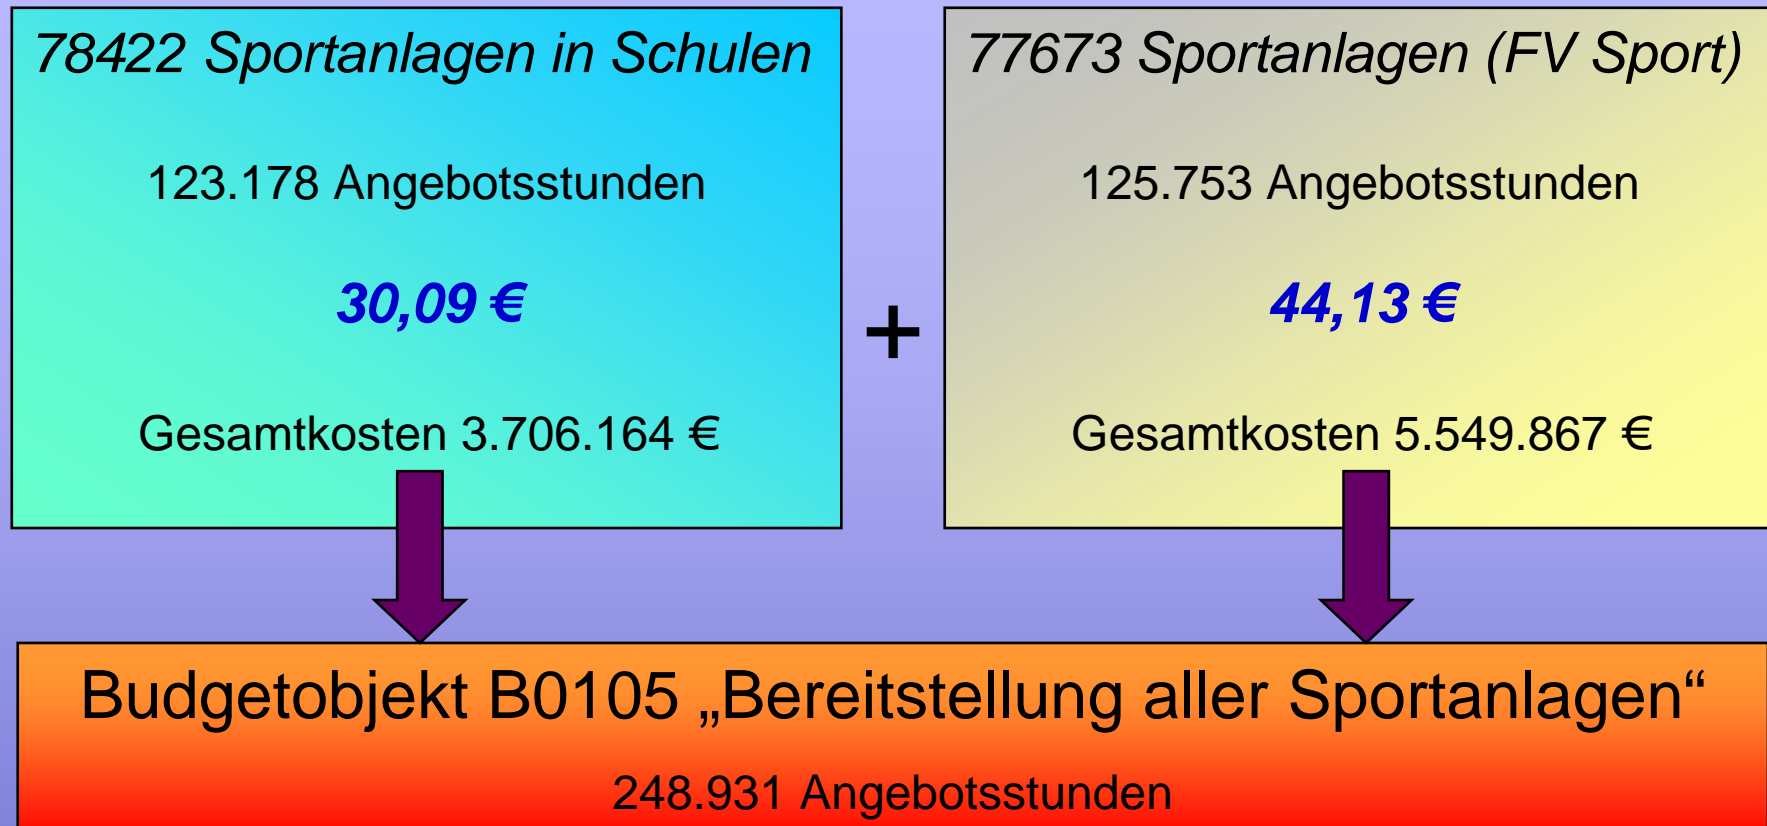 78422 Sportanlagen in Schulen
123.178 Angebotsstunden
30,09 €
Gesamtkosten 3.706.164 €
+
77673 Sportanlagen (FV Sport)
125.753 Angebotsstunden
44,13 €
Gesamtkosten 5.549.867 €
Budgetobjekt B0105 „Bereitstellung aller Sportanlagen“
248.931 Angebotsstunden